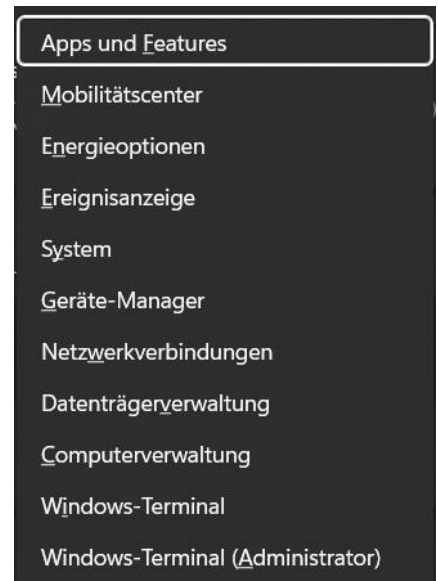 Apps und Features
Mobilitätscenter
Energieoptionen
Ereignisanzeige
System
Geräte-Manager
Netzwerkverbindungen
Datenträgerverwaltung
Computerverwaltung
Windows-Terminal
Windows-Terminal (Administrator)